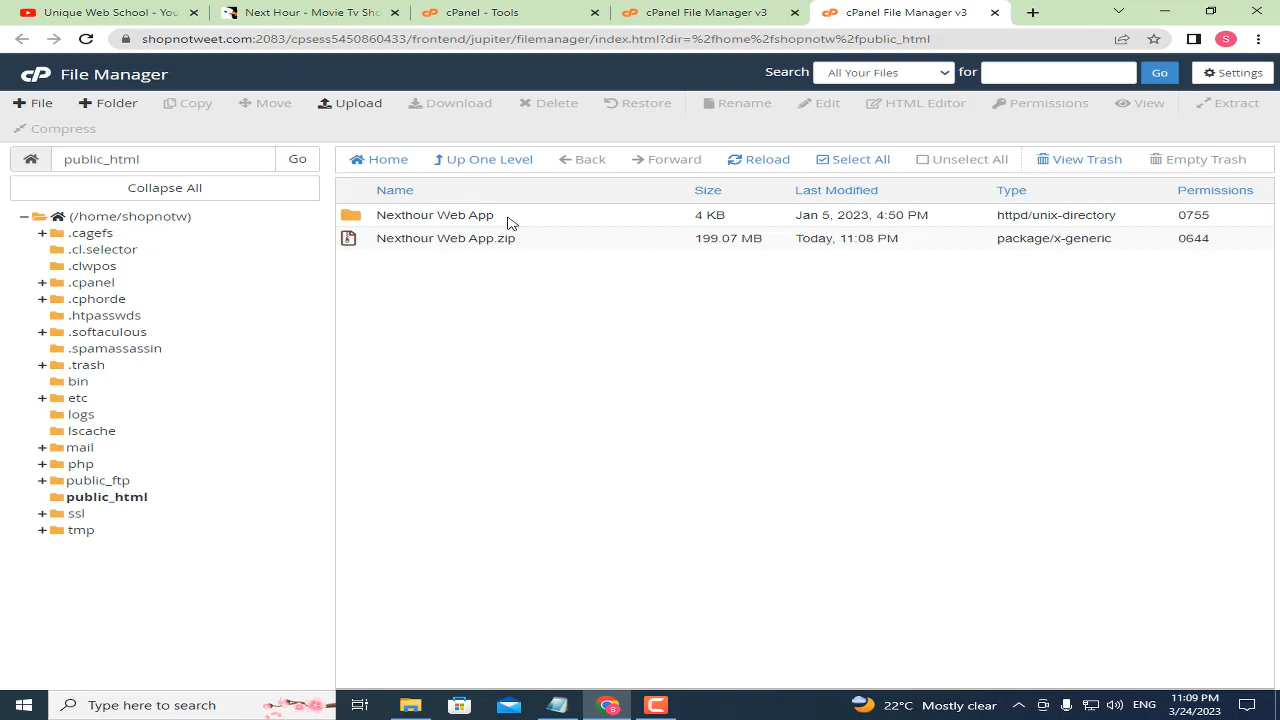 Unique Web School - You
Next Hour - Movie Tv Sho
cPanel - Tools
cPanel File Manager v3
cPanel File Manager v3
shopnotweet.com:2083/cpsess5450860433/frontend/jupiter/filemanager/index.html?dir=%2fhome%2fshopnotw%2fpublic_html
S
cP File Manager
Search All Your Files for Go Settings
File Folder Copy Move Upload Download Delete Restore Rename Edit HTML Editor Permissions View Extract
Compress
public_html Go Home Up One Level Back Forward Reload Select All Unselect All View Trash Empty Trash
Collapse All
Name Size Last Modified Type Permissions
Nexthour Web App 4 KB Jan 5, 2023, 4:50 PM httpd/unix-directory 0755
Nexthour Web App.zip 199.07 MB Today, 11:08 PM package/x-generic 0644
(/home/shopnotw)
.cagefs
.cl.selector
.clwpos
.cpanel
.cphorde
.htpasswds
.softaculous
.spamassassin
.trash
bin
etc
logs
lscache
mail
php
public_ftp
public_html
ssl
tmp
Type here to search
22°C Mostly clear
ENG
11:09 PM
3/24/2023